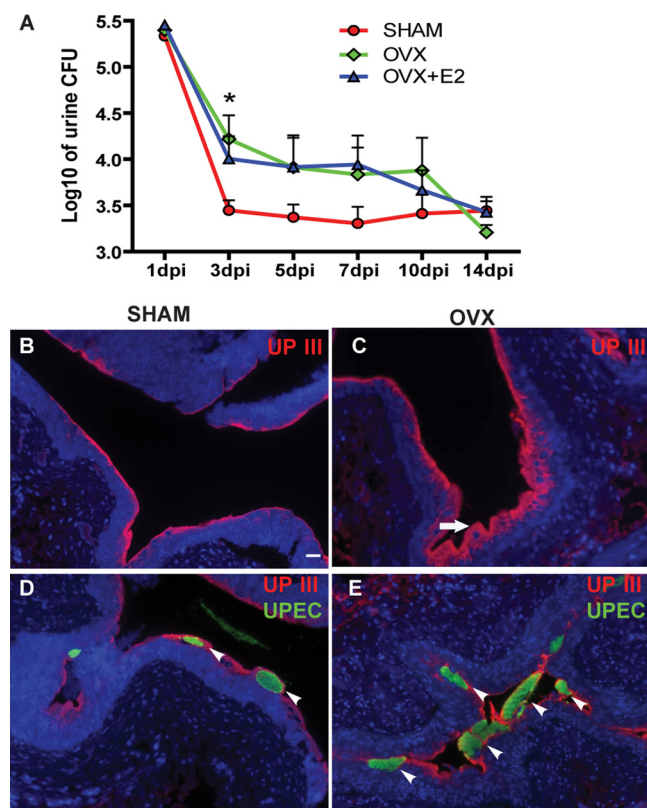 A
SHAM
OVX
OVX+E2
Log10 of urine CFU
5.5
5.0
4.5
4.0
3.5
3.0
*
1dpi 3dpi 5dpi 7dpi 10dpi 14dpi
SHAM OVX
B UP III
C UP III
D UP III
UPEC
E UP III
UPEC